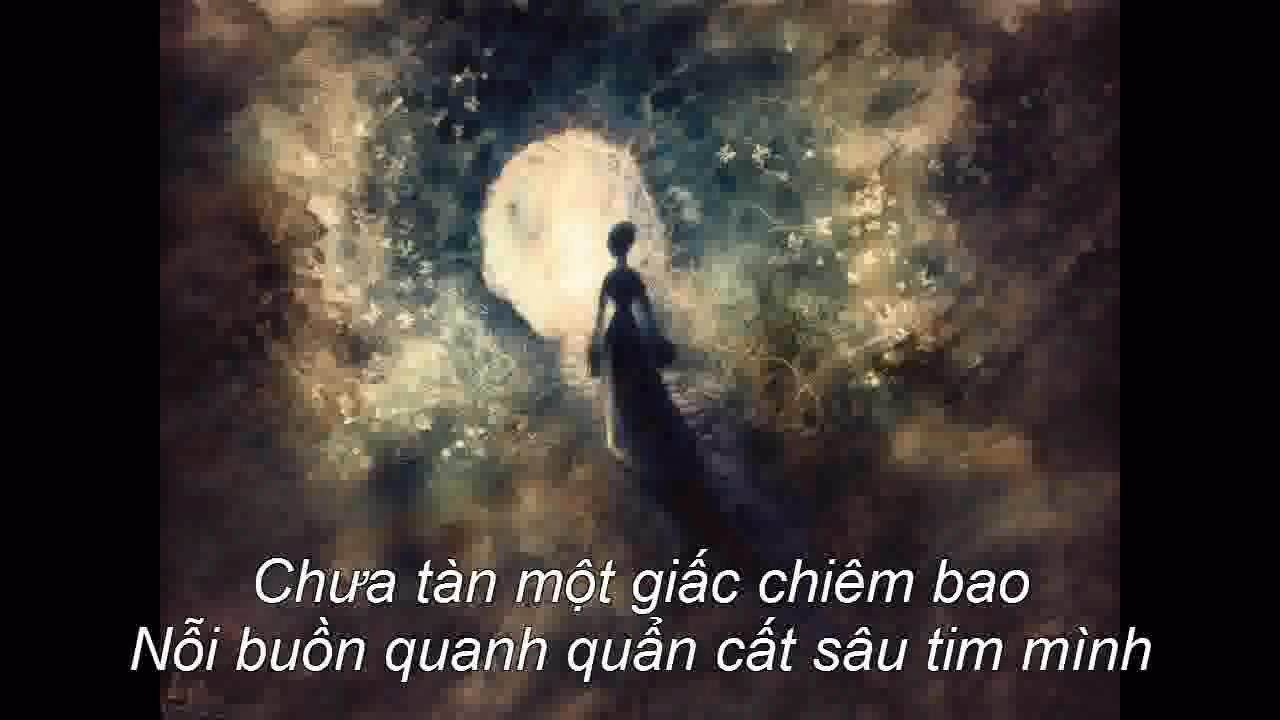 Chưa tàn một giấc chiêm bao
Nỗi buồn quanh quẩn cất sâu tim mình